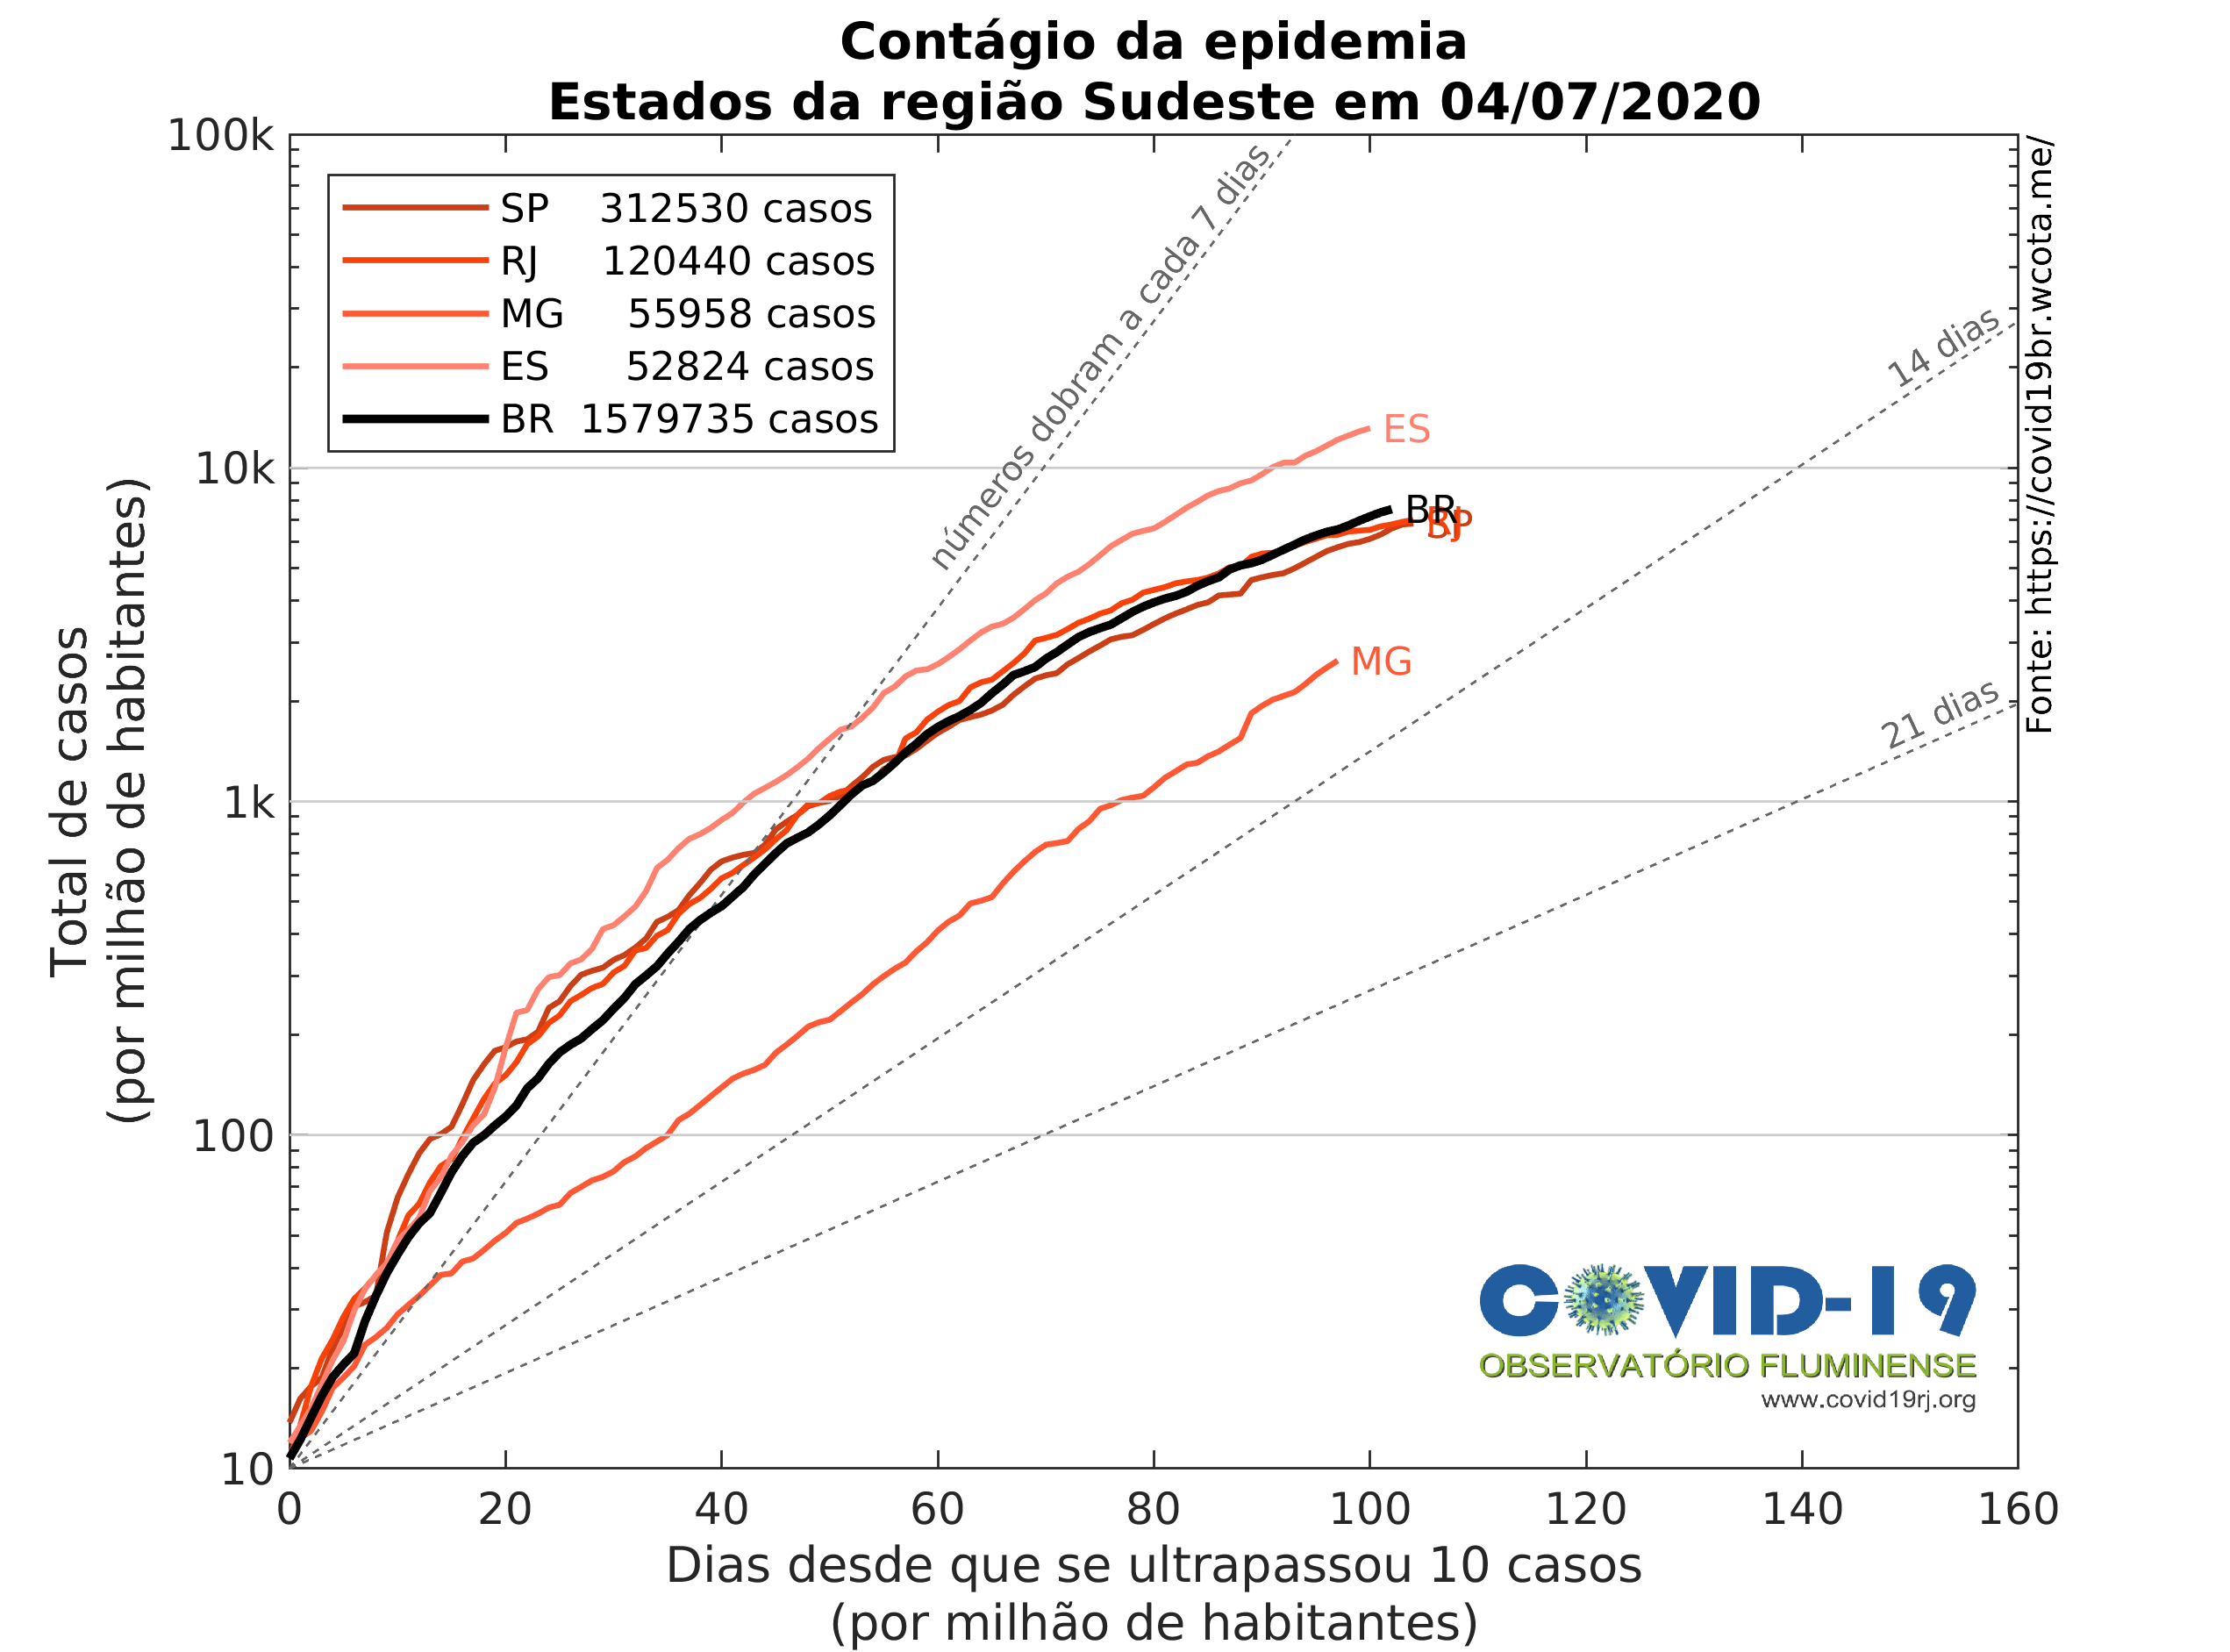 Contágio da epidemia
Estados da região Sudeste em 04/07/2020
100k
10k
1k
100
10
Total de casos
(por milhão de habitantes)
SP 312530 casos
RJ 120440 casos
MG 55958 casos
ES 52824 casos
BR 1579735 casos
números dobram a cada 7 dias
14 dias
21 dias
ES
BR
RJ
SP
MG
Fonte: https://covid19br.wcota.me/
COVID-19
OBSERVATÓRIO FLUMINENSE
www.covid19rj.org
0 20 40 60 80 100 120 140 160
Dias desde que se ultrapassou 10 casos
(por milhão de habitantes)